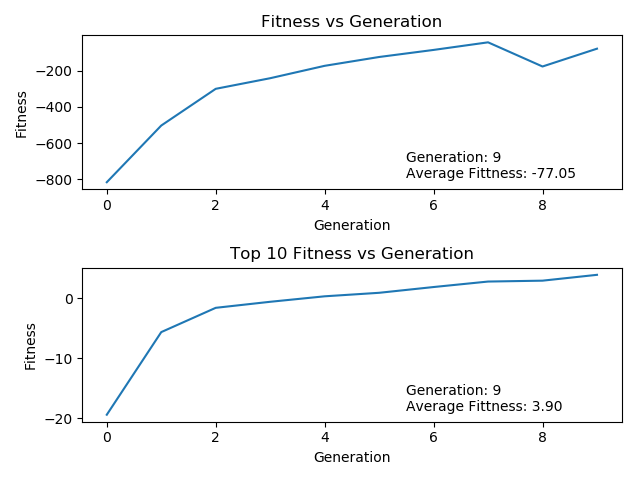 Fitness vs Generation
Fitness
−200
−400
−600
−800
Generation: 9
Average Fittness: -77.05
0 2 4 6 8
Generation
Top 10 Fitness vs Generation
Fitness
0
−10
−20
Generation: 9
Average Fittness: 3.90
0 2 4 6 8
Generation